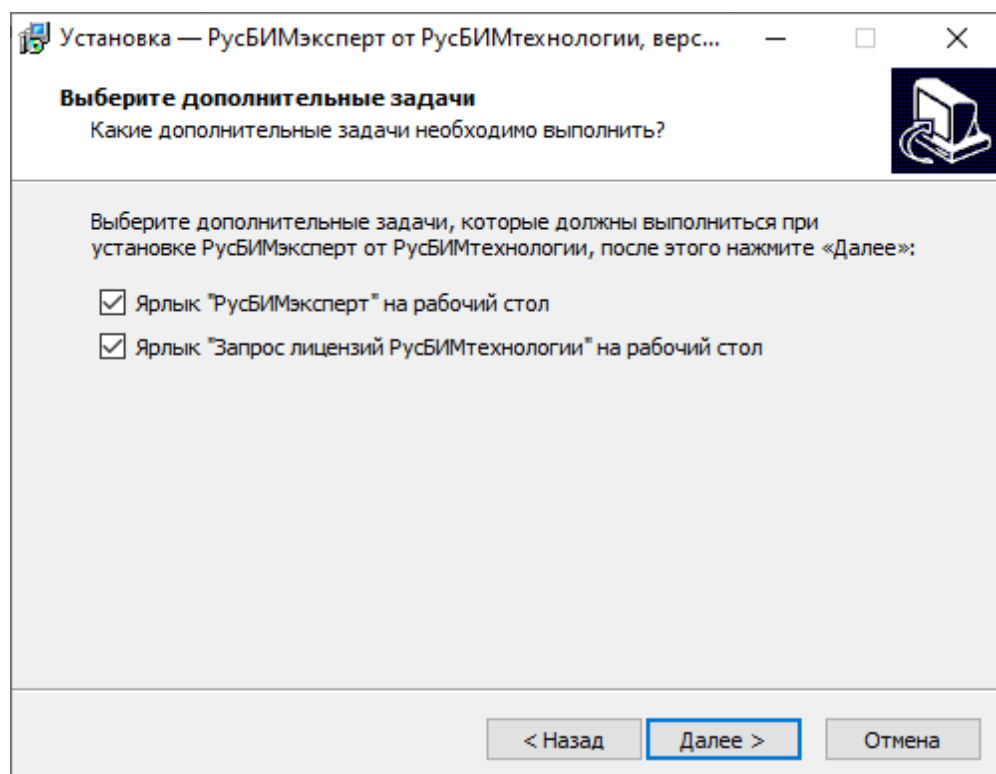 Установка — РусБИМэксперт от РусБИМтехнологии, верс...
Выберите дополнительные задачи
Какие дополнительные задачи необходимо выполнить?
Выберите дополнительные задачи, которые должны выполниться при
установке РусБИМэксперт от РусБИМтехнологии, после этого нажмите «Далее»:
Ярлык "РусБИМэксперт" на рабочий стол
Ярлык "Запрос лицензий РусБИМтехнологии" на рабочий стол
< Назад
Далее >
Отмена